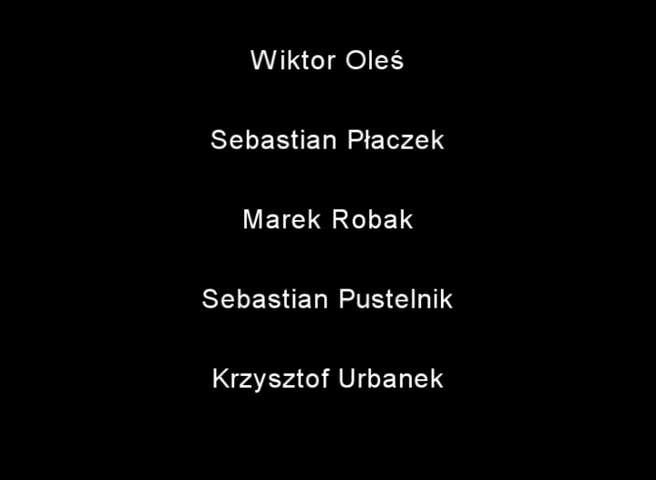 Wiktor Oleś
Sebastian Płaczek
Marek Robak
Sebastian Pustelnik
Krzysztof Urbanek